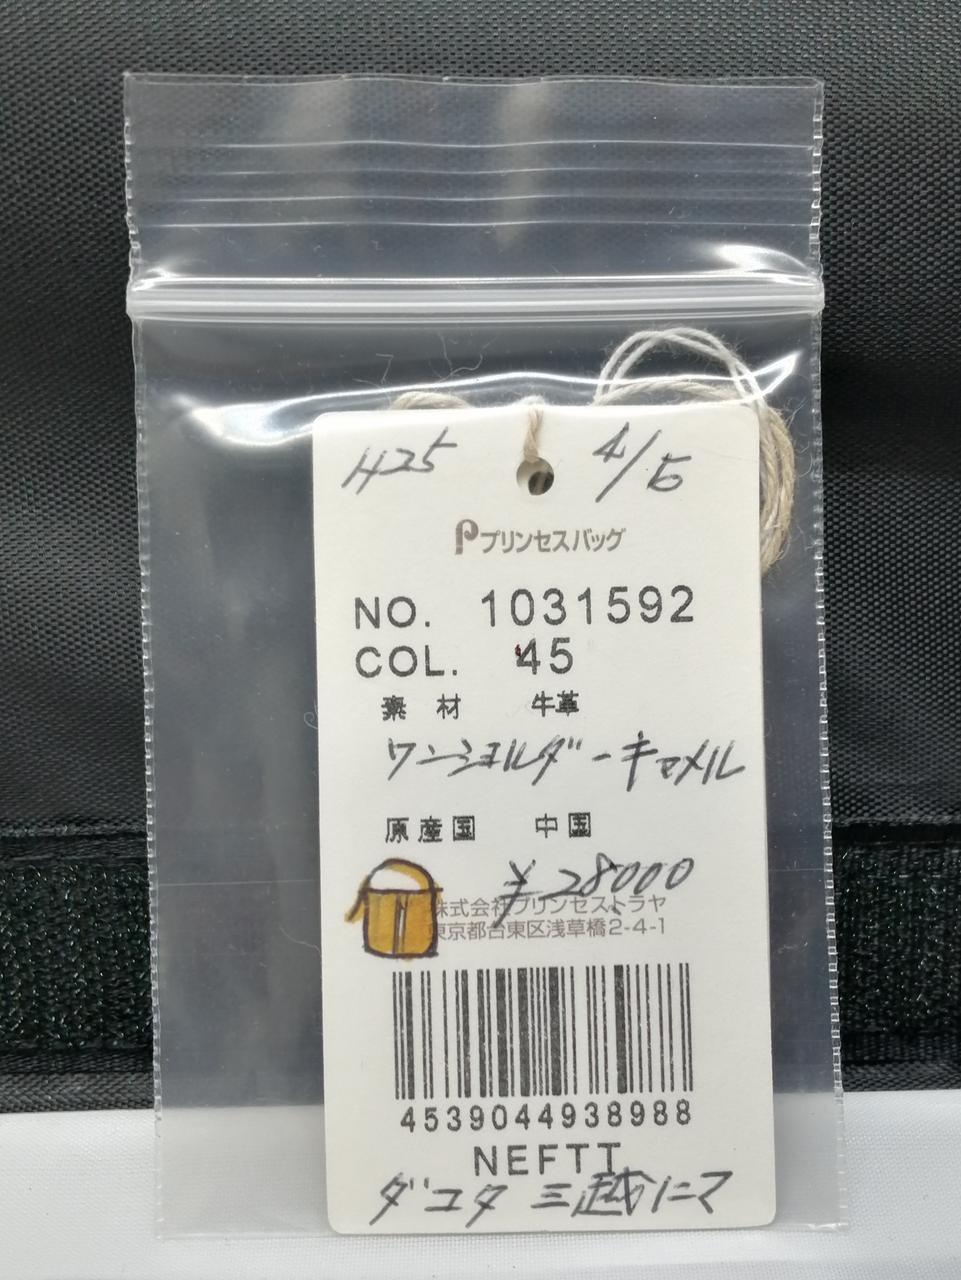 H25 4/5
プリンセスバッグ
NO. 1031592
COL. 45
素材 牛革
ワンショルダーキャメル
原産国 中国
¥28,000
株式会社プリンセストラヤ
東京都台東区浅草橋2-4-1
4539044938988
NEFTI
ダコタ 三越にて